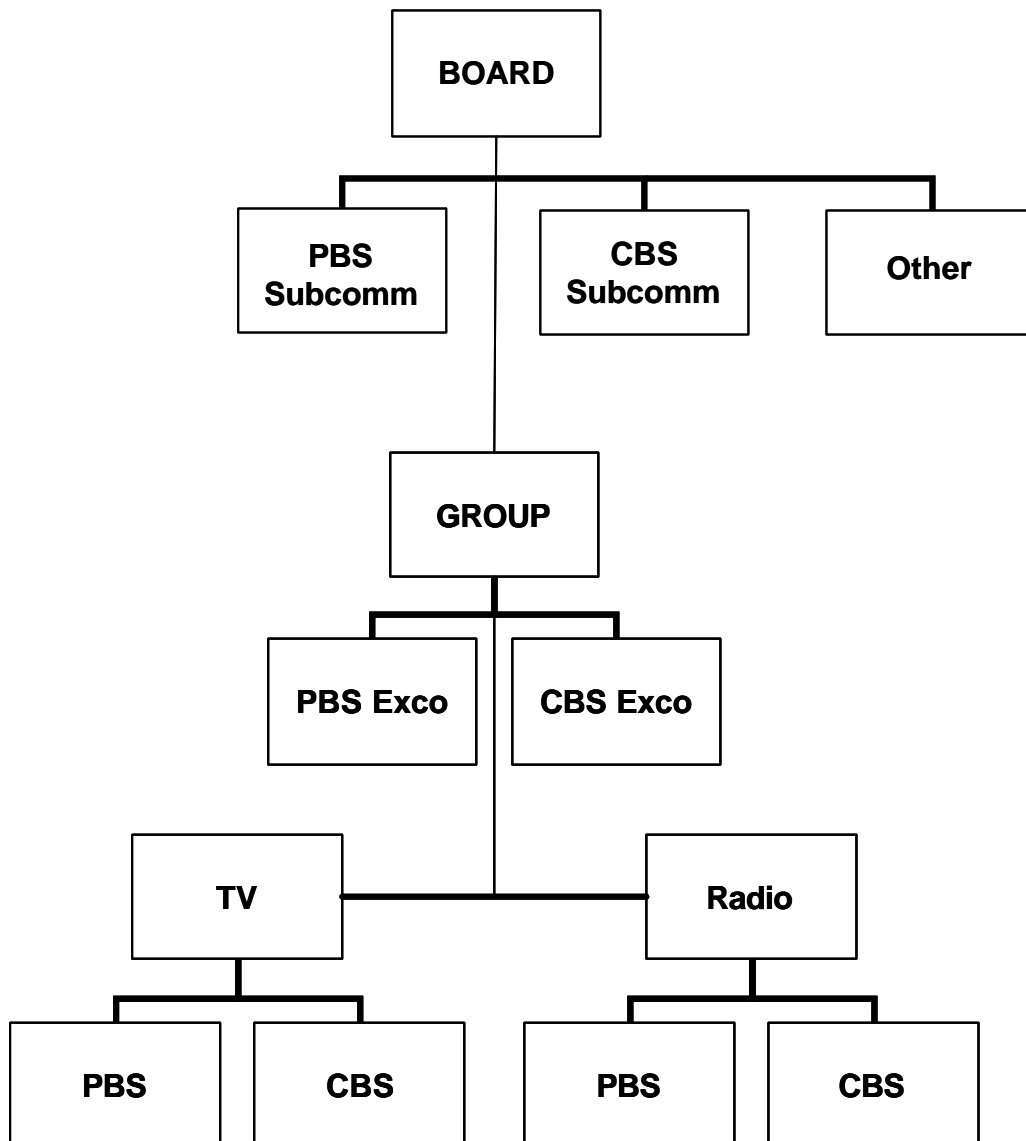 BOARD
PBS
Subcomm
CBS
Subcomm
Other
GROUP
PBS Exco
CBS Exco
TV
Radio
PBS
CBS
PBS
CBS